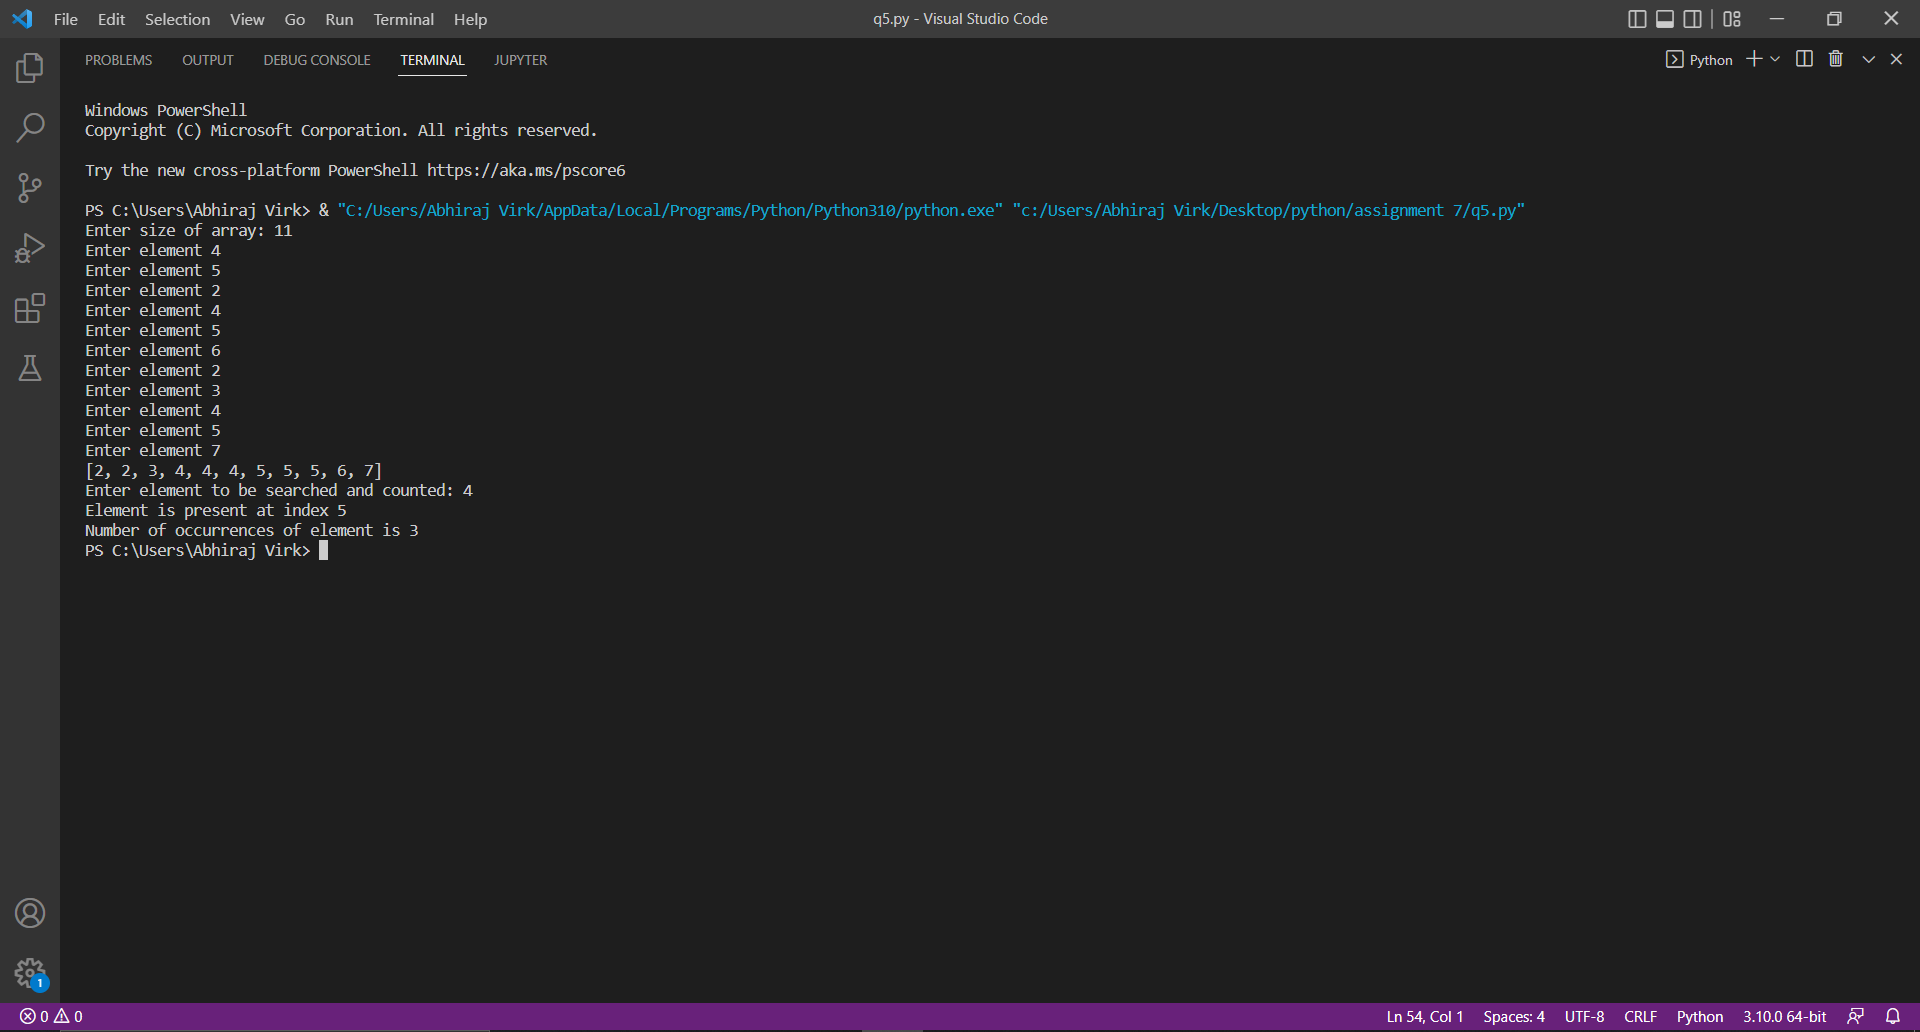 File Edit Selection View Go Run Terminal Help q5.py - Visual Studio Code
PROBLEMS OUTPUT DEBUG CONSOLE TERMINAL JUPYTER Python
Windows PowerShell
Copyright (C) Microsoft Corporation. All rights reserved.
Try the new cross-platform PowerShell https://aka.ms/pscore6
PS C:\Users\Abhiraj Virk> & "C:/Users/Abhiraj Virk/AppData/Local/Programs/Python/Python310/python.exe" "c:/Users/Abhiraj Virk/Desktop/python/assignment 7/q5.py"
Enter size of array: 11
Enter element 4
Enter element 5
Enter element 2
Enter element 4
Enter element 5
Enter element 6
Enter element 2
Enter element 3
Enter element 4
Enter element 5
Enter element 7
[2, 2, 3, 4, 4, 4, 5, 5, 5, 6, 7]
Enter element to be searched and counted: 4
Element is present at index 5
Number of occurrences of element is 3
PS C:\Users\Abhiraj Virk>
1
0 0 Ln 54, Col 1 Spaces: 4 UTF-8 CRLF Python 3.10.0 64-bit